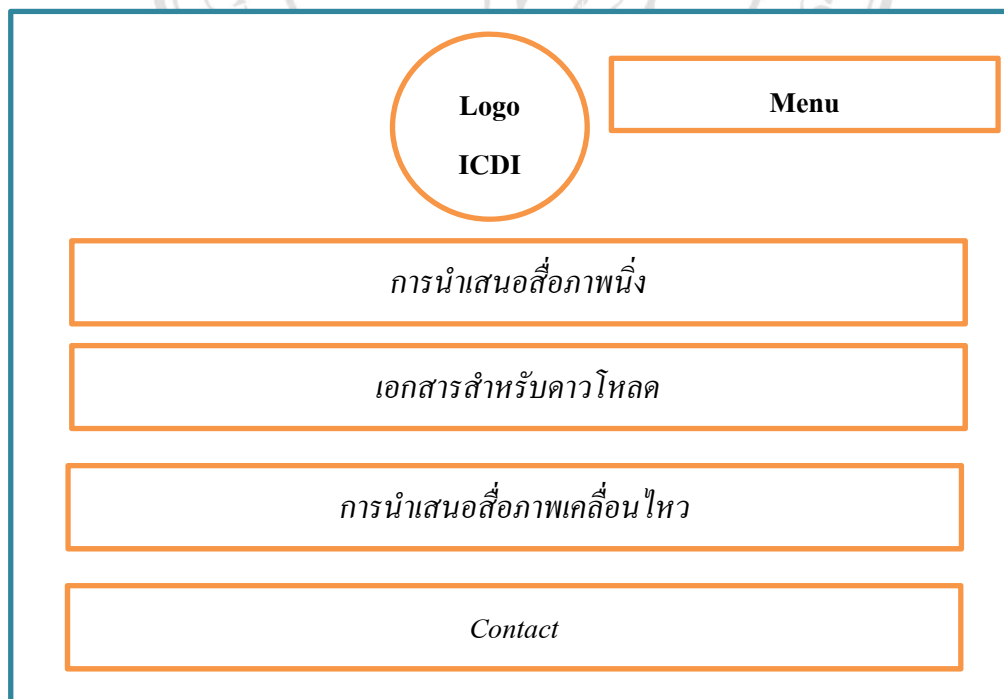 Logo
ICDI
Menu
การนำเสนอสื่อภาพนิ่ง
เอกสารสำหรับดาวโหลด
การนำเสนอสื่อภาพเคลื่อนไหว
Contact